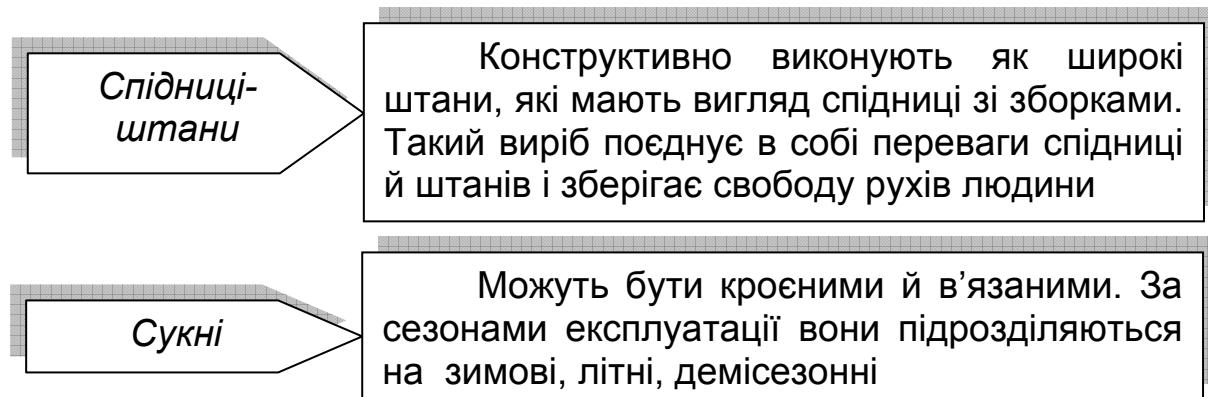 Спідниці-
штани
Конструктивно виконують як широкі
штани, які мають вигляд спідниці зі зборками.
Такий виріб поєднує в собі переваги спідниці
й штанів і зберігає свободу рухів людини
Сукні
Можуть бути кроєними й в’язаними. За
сезонами експлуатації вони підрозділяються
на зимові, літні, демісезонні